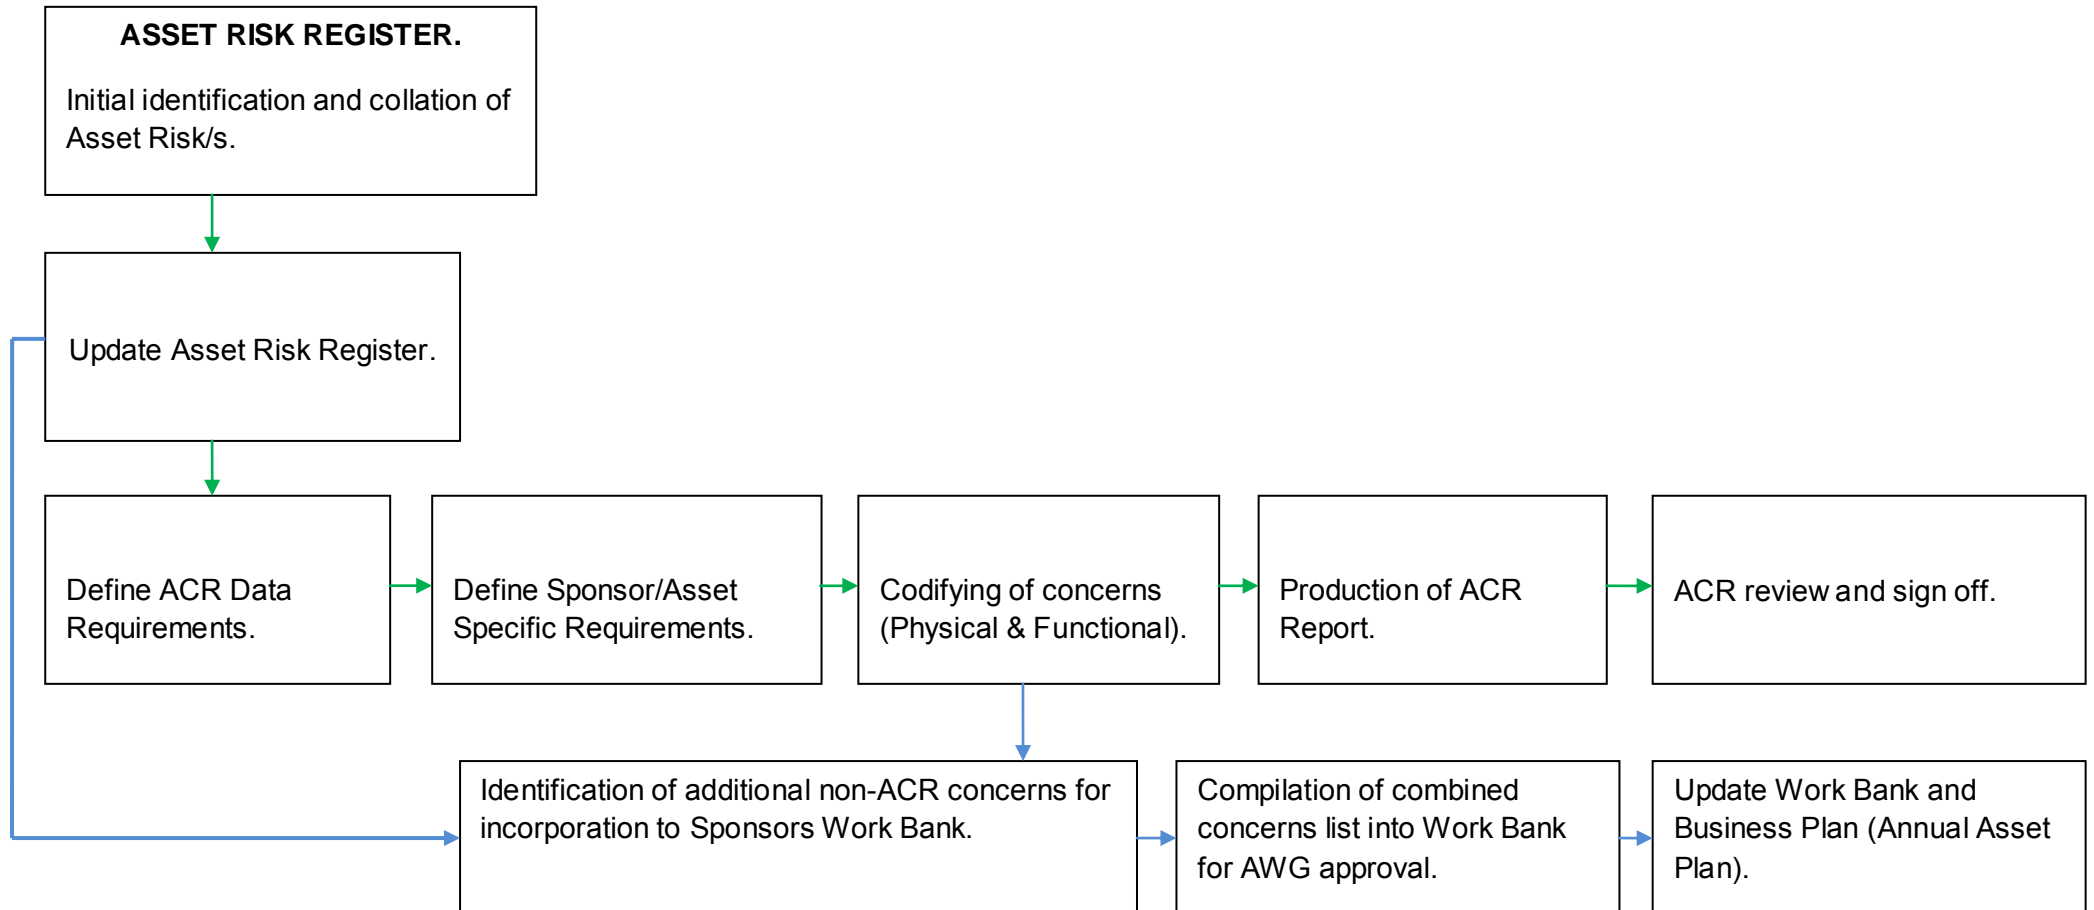 ASSET RISK REGISTER.
Initial identification and collation of
Asset Risk/s.
Update Asset Risk Register.
Define ACR Data
Requirements.
Define Sponsor/Asset
Specific Requirements.
Codifying of concerns
(Physical & Functional).
Production of ACR
Report.
ACR review and sign off.
Identification of additional non-ACR concerns for
incorporation to Sponsors Work Bank.
Compilation of combined
concerns list into Work Bank
for AWG approval.
Update Work Bank and
Business Plan (Annual Asset
Plan).